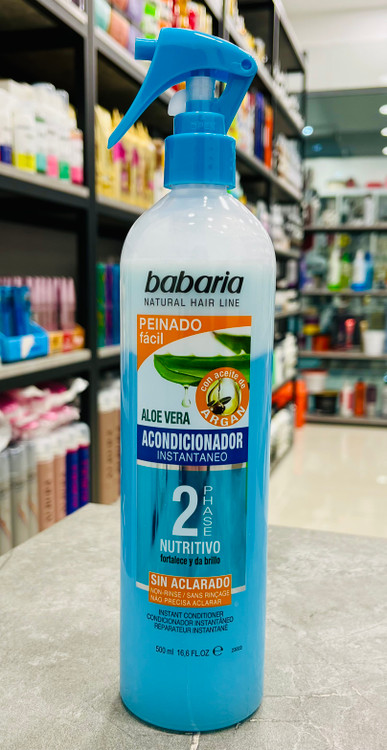 babaria
NATURAL HAIR LINE
PEINADO
fácil
con aceite de
ARGAN
ALOE VERA
ACONDICIONADOR
INSTANTANEO
2
PHASE
NUTRITIVO
fortalece y da brillo
SIN ACLARADO
NON-RINSE / SANS RINÇAGE
NÃO PRECISA ACLARAR
INSTANT CONDITIONER
CONDICIONADOR INSTANTÂNEO
REPARATEUR INSTANTANÉ
500 ml 16,6 FL.OZ ℮